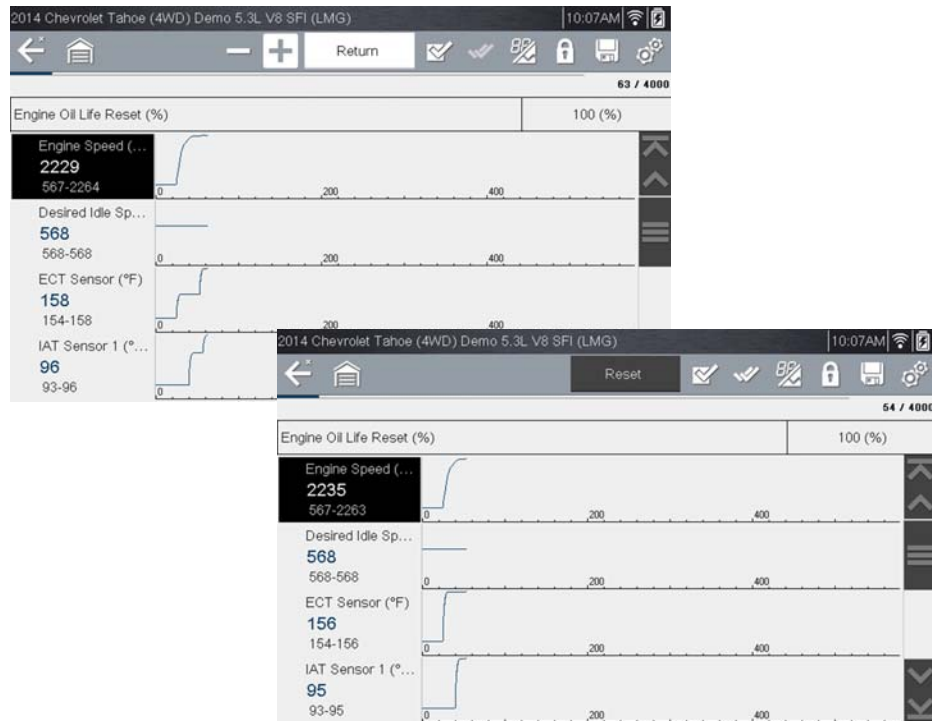 2014 Chevrolet Tahoe (4WD) Demo 5.3L V8 SFI (LMG) 10:07AM
Return
63 / 4000
Engine Oil Life Reset (%) 100 (%)
Engine Speed (...
2229
567-2264
0 200 400
Desired Idle Sp...
568
568-568
0 200 400
ECT Sensor (°F)
158
154-158
0 200 400
IAT Sensor 1 (°...
96
93-96
0
2014 Chevrolet Tahoe (4WD) Demo 5.3L V8 SFI (LMG) 10:07AM
Reset
54 / 4000
Engine Oil Life Reset (%) 100 (%)
Engine Speed (...
2235
567-2263
0 200 400
Desired Idle Sp...
568
568-568
0 200 400
ECT Sensor (°F)
156
154-156
0 200 400
IAT Sensor 1 (°...
95
93-95
0 200 400